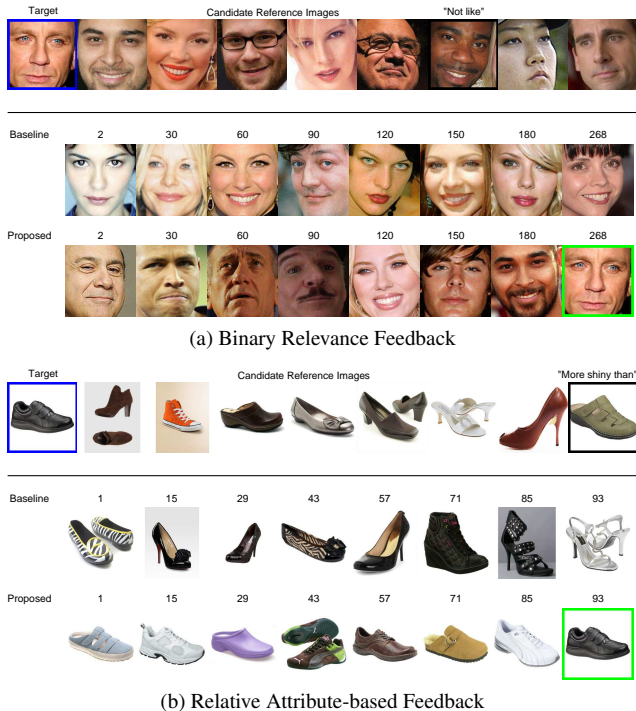 Target Candidate Reference Images "Not like"
Baseline 2 30 60 90 120 150 180 268
Proposed 2 30 60 90 120 150 180 268
(a) Binary Relevance Feedback
Target Candidate Reference Images "More shiny than"
Baseline 1 15 29 43 57 71 85 93
Proposed 1 15 29 43 57 71 85 93
(b) Relative Attribute-based Feedback